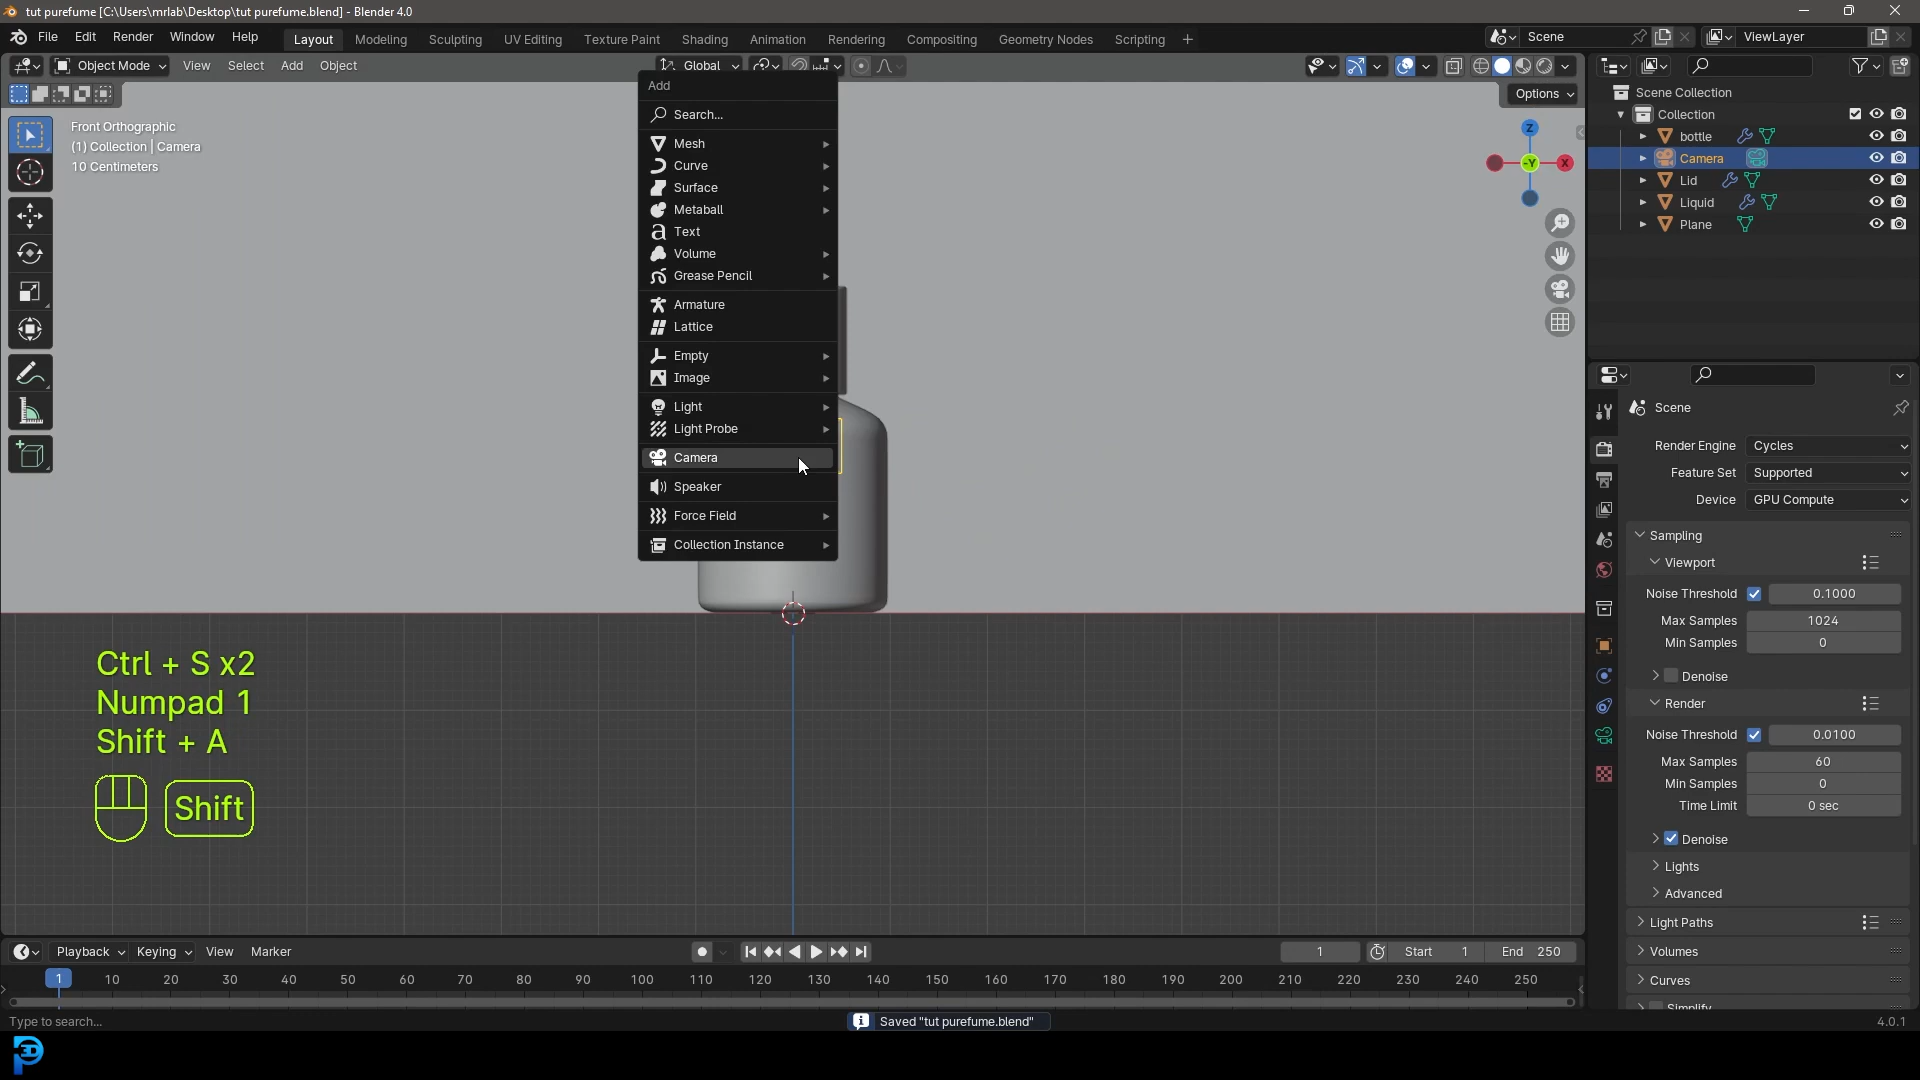 tut purefume [C:\Users\mrlab\Desktop\tut purefume.blend] - Blender 4.0
File Edit Render Window Help
Layout Modeling Sculpting UV Editing Texture Paint Shading Animation Rendering Compositing Geometry Nodes Scripting +
Scene
ViewLayer
Object Mode View Select Add Object
Global
Options
Front Orthographic
(1) Collection | Camera
10 Centimeters
Z
-Y
X
Add
Search...
Mesh
Curve
Surface
Metaball
Text
Volume
Grease Pencil
Armature
Lattice
Empty
Image
Light
Light Probe
Camera
Speaker
Force Field
Collection Instance
Scene Collection
Collection
bottle
Camera
Lid
Liquid
Plane
Scene
Render Engine Cycles
Feature Set Supported
Device GPU Compute
Sampling
Viewport
Noise Threshold 0.1000
Max Samples 1024
Min Samples 0
Denoise
Render
Noise Threshold 0.0100
Max Samples 60
Min Samples 0
Time Limit 0 sec
Denoise
Lights
Advanced
Light Paths
Volumes
Curves
Simplify
Ctrl + S x2
Numpad 1
Shift + A
Shift
Playback Keying View Marker
1
Start 1 End 250
1 10 20 30 40 50 60 70 80 90 100 110 120 130 140 150 160 170 180 190 200 210 220 230 240 250
Type to search...
Saved "tut purefume.blend"
4.0.1